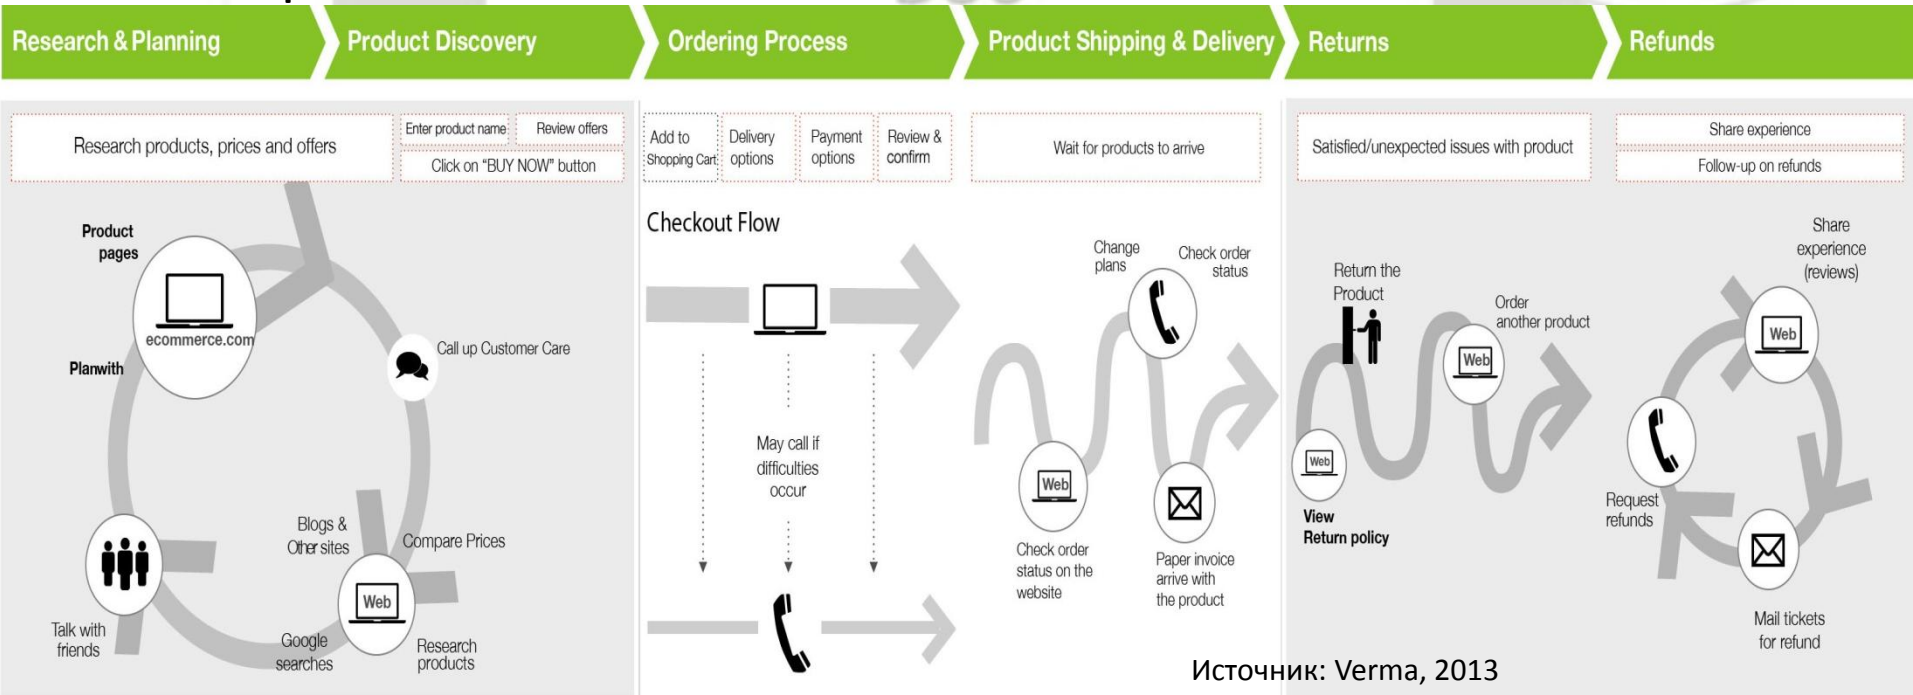 Research & Planning
Product Discovery
Ordering Process
Product Shipping & Delivery
Returns
Refunds
Research products, prices and offers
Enter product name
Review offers
Click on “BUY NOW” button
Add to
Shopping Cart
Delivery
options
Payment
options
Review &
confirm
Wait for products to arrive
Satisfied/unexpected issues with product
Share experience
Follow-up on refunds
Product
pages
ecommerce.com
Planwith
Call up Customer Care
Talk with
friends
Blogs &
Other sites
Compare Prices
Web
Google
searches
Research
products
Checkout Flow
May call if
difficulties
occur
Change
plans
Check order
status
Web
Check order
status on the
website
Paper invoice
arrive with
the product
Return the
Product
Order
another product
Web
Web
View
Return policy
Share
experience
(reviews)
Web
Request
refunds
Mail tickets
for refund
Источник: Verma, 2013